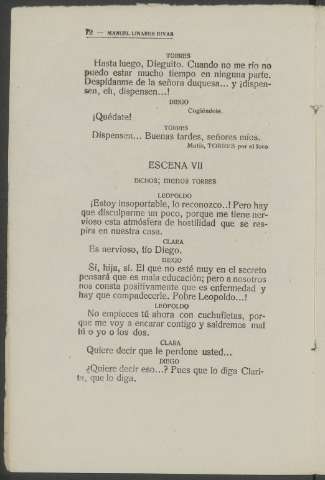 72 — MANUEL LINARES RIVAS
TORRES
Hasta luego, Dieguito. Cuando no me río no
puedo estar mucho tiempo en ninguna parte.
Despídanme de la señora duquesa... y ¡dispen-
sen, eh, dispensen...!
DIEGO
Cogiéndole.
¡Quédate!
TORRES
Dispensen... Buenas tardes, señores míos.
Mutis, TORRES por el foro
ESCENA VII
DICHOS; menos TORRES
LEOPOLDO
¡Estoy insoportable, lo reconozco..! Pero hay
que disculparme un poco, porque me tiene ner-
vioso esta atmósfera de hostilidad que se res-
pira en nuestra casa.
CLARA
Es nervioso, tío Diego.
DIEGO
Sí, hija, sí. El que no esté muy en el secreto
pensará que es mala educación; pero a nosotros
nos consta positivamente que es enfermedad y
hay que compadecerle. Pobre Leopoldo...!
LEOPOLDO
No empieces tú ahora con cuchufletas, por-
que me voy a encarar contigo y saldremos mal
tú o yo o los dos.
CLARA
Quiere decir que le perdone usted...
DIEGO
¿Quiere decir eso...? Pues que lo diga Clari-
ta, que lo diga.